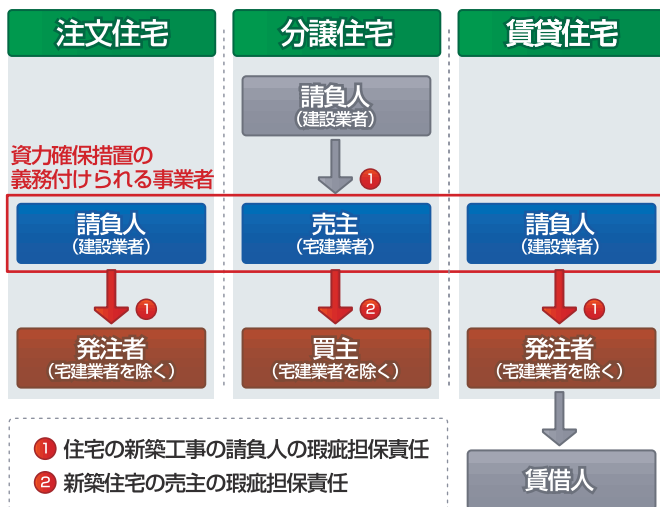 注文住宅
分譲住宅
賃貸住宅
請負人
(建設業者)
1
資力確保措置の
義務付けられる事業者
請負人
(建設業者)
売主
(宅建業者)
請負人
(建設業者)
1
2
1
発注者
(宅建業者を除く)
買主
(宅建業者を除く)
発注者
(宅建業者を除く)
1 住宅の新築工事の請負人の瑕疵担保責任
2 新築住宅の売主の瑕疵担保責任
賃借人